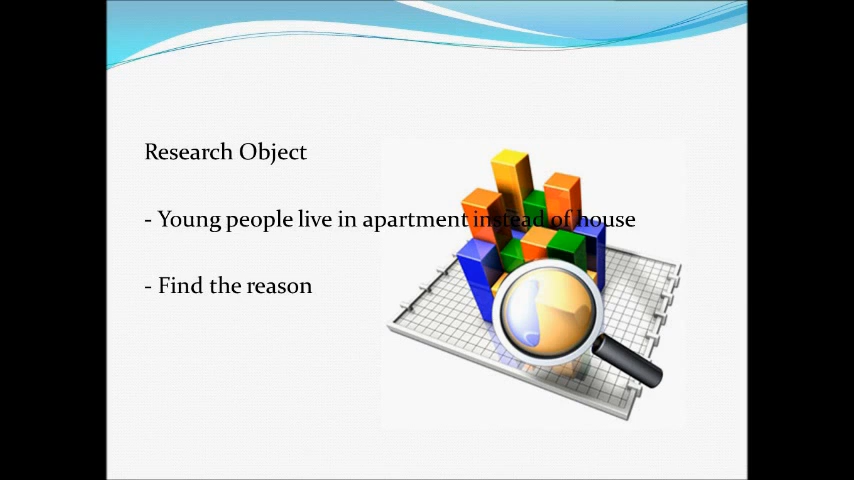 Research Object
- Young people live in apartment instead of house
- Find the reason